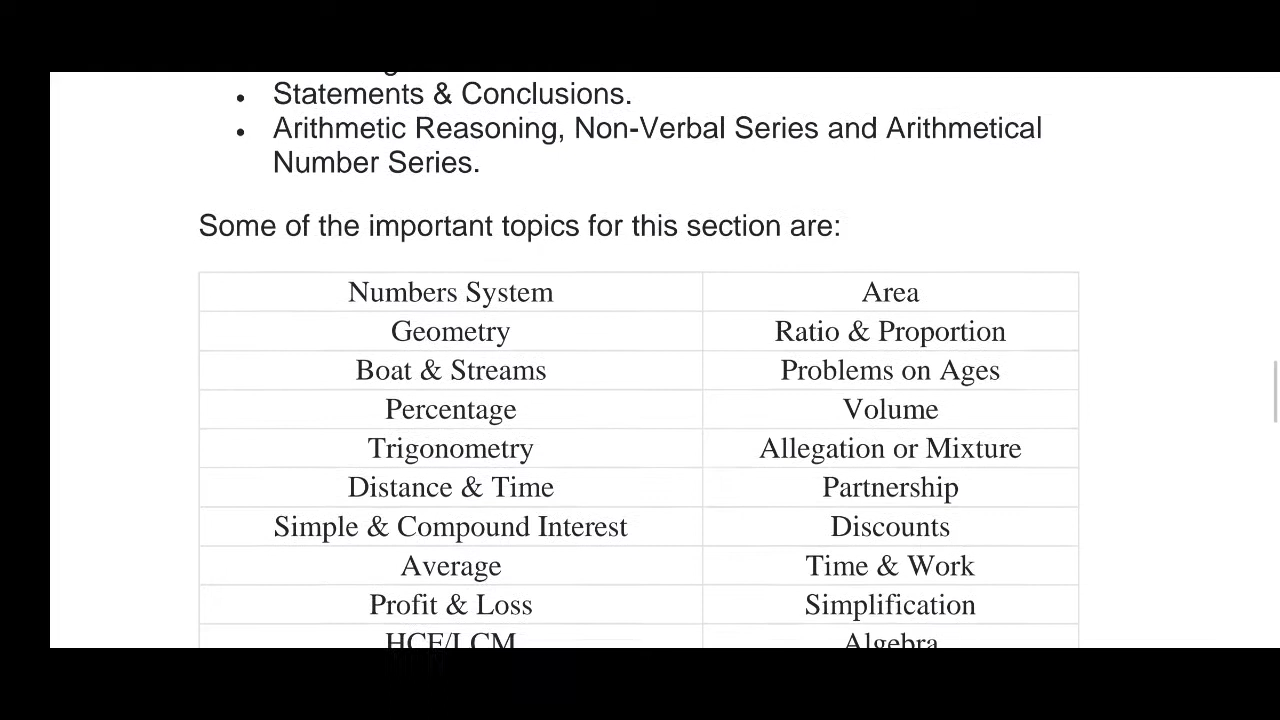 Statements & Conclusions.
Arithmetic Reasoning, Non-Verbal Series and Arithmetical
Number Series.
Some of the important topics for this section are:
Numbers System Area
Geometry Ratio & Proportion
Boat & Streams Problems on Ages
Percentage Volume
Trigonometry Allegation or Mixture
Distance & Time Partnership
Simple & Compound Interest Discounts
Average Time & Work
Profit & Loss Simplification
HCF/LCM Algebra